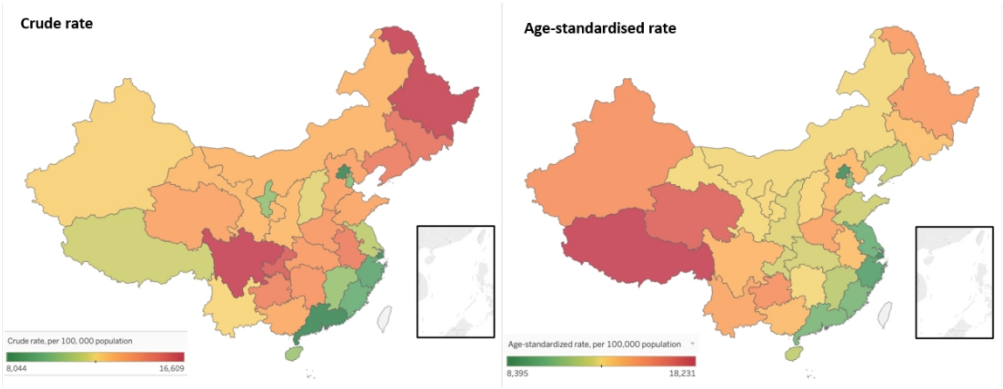 Crude rate
Age-standardised rate
Crude rate, per 100,000 population
8,044
16,609
Age-standardized rate, per 100,000 population
8,395
18,231